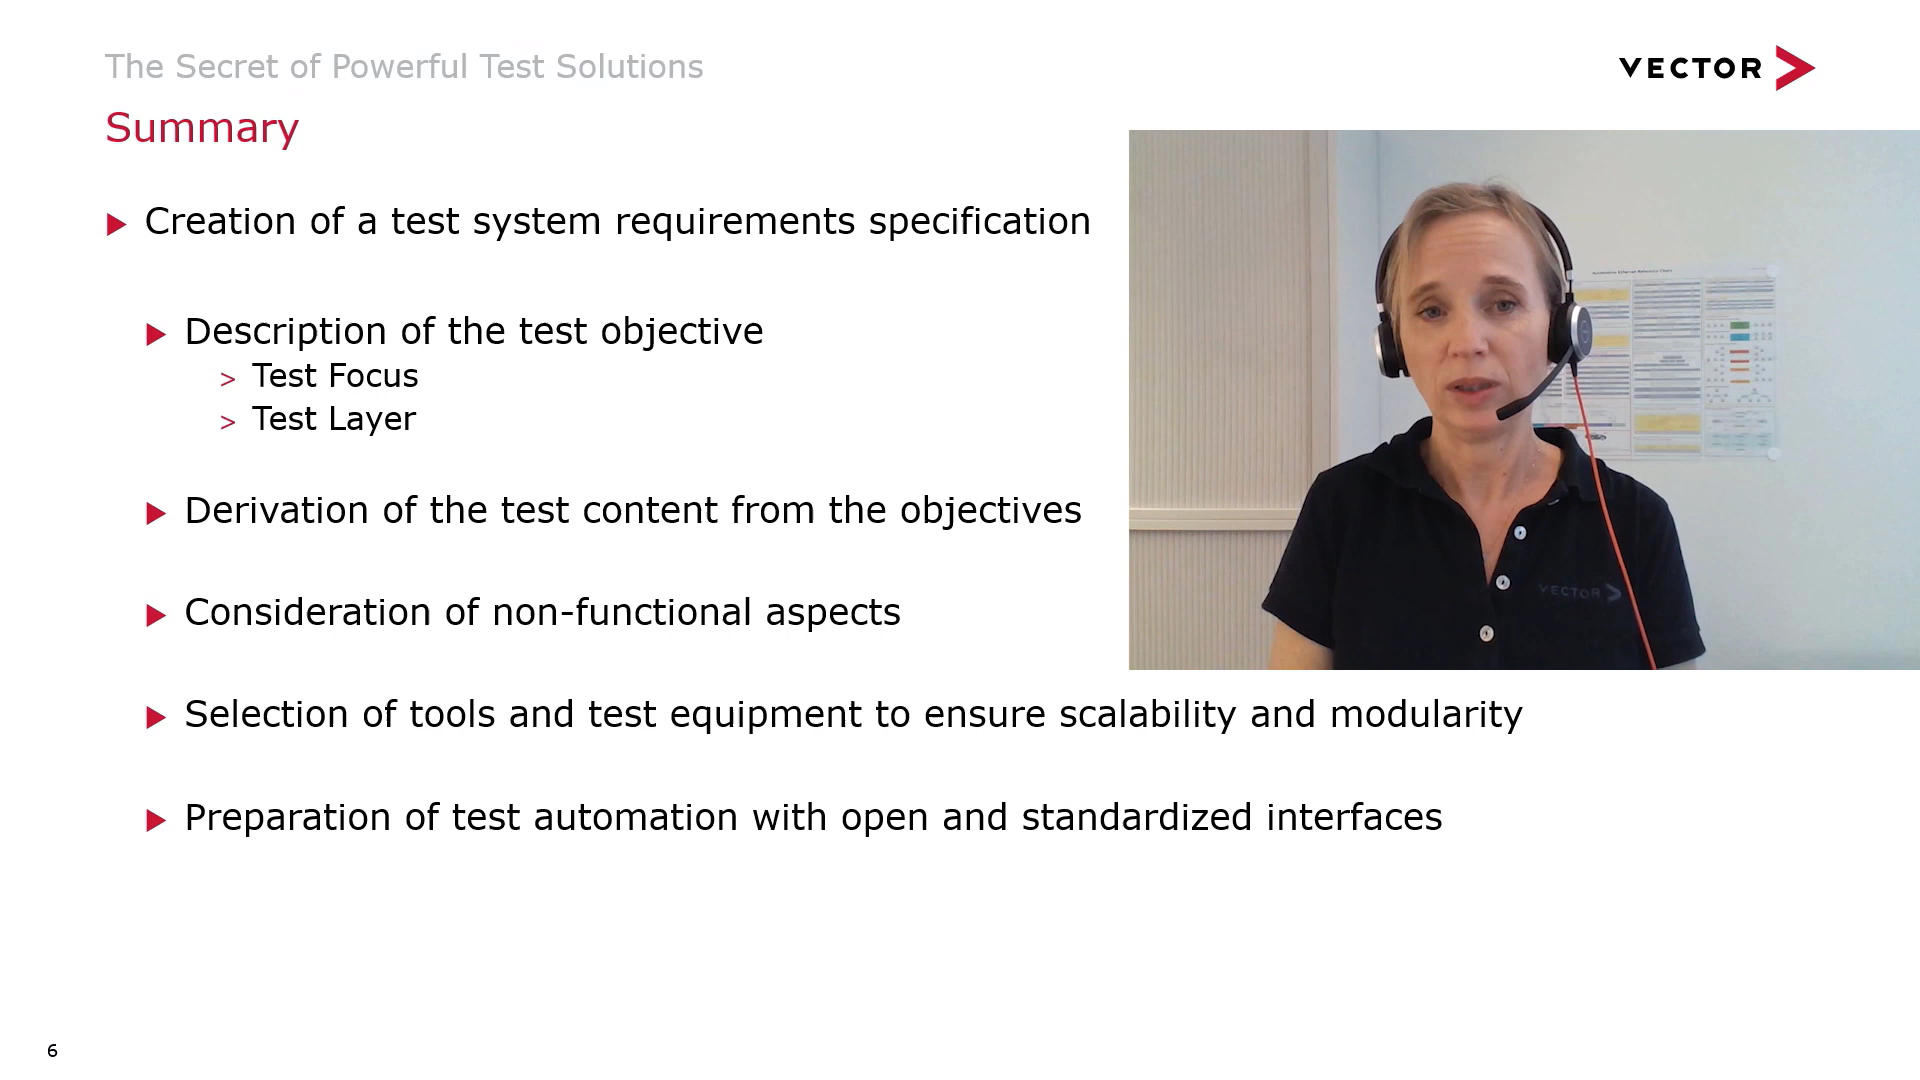 The Secret of Powerful Test Solutions
VECTOR
Summary
Creation of a test system requirements specification
Description of the test objective
> Test Focus
> Test Layer
Derivation of the test content from the objectives
Consideration of non-functional aspects
Selection of tools and test equipment to ensure scalability and modularity
Preparation of test automation with open and standardized interfaces
VECTOR
6